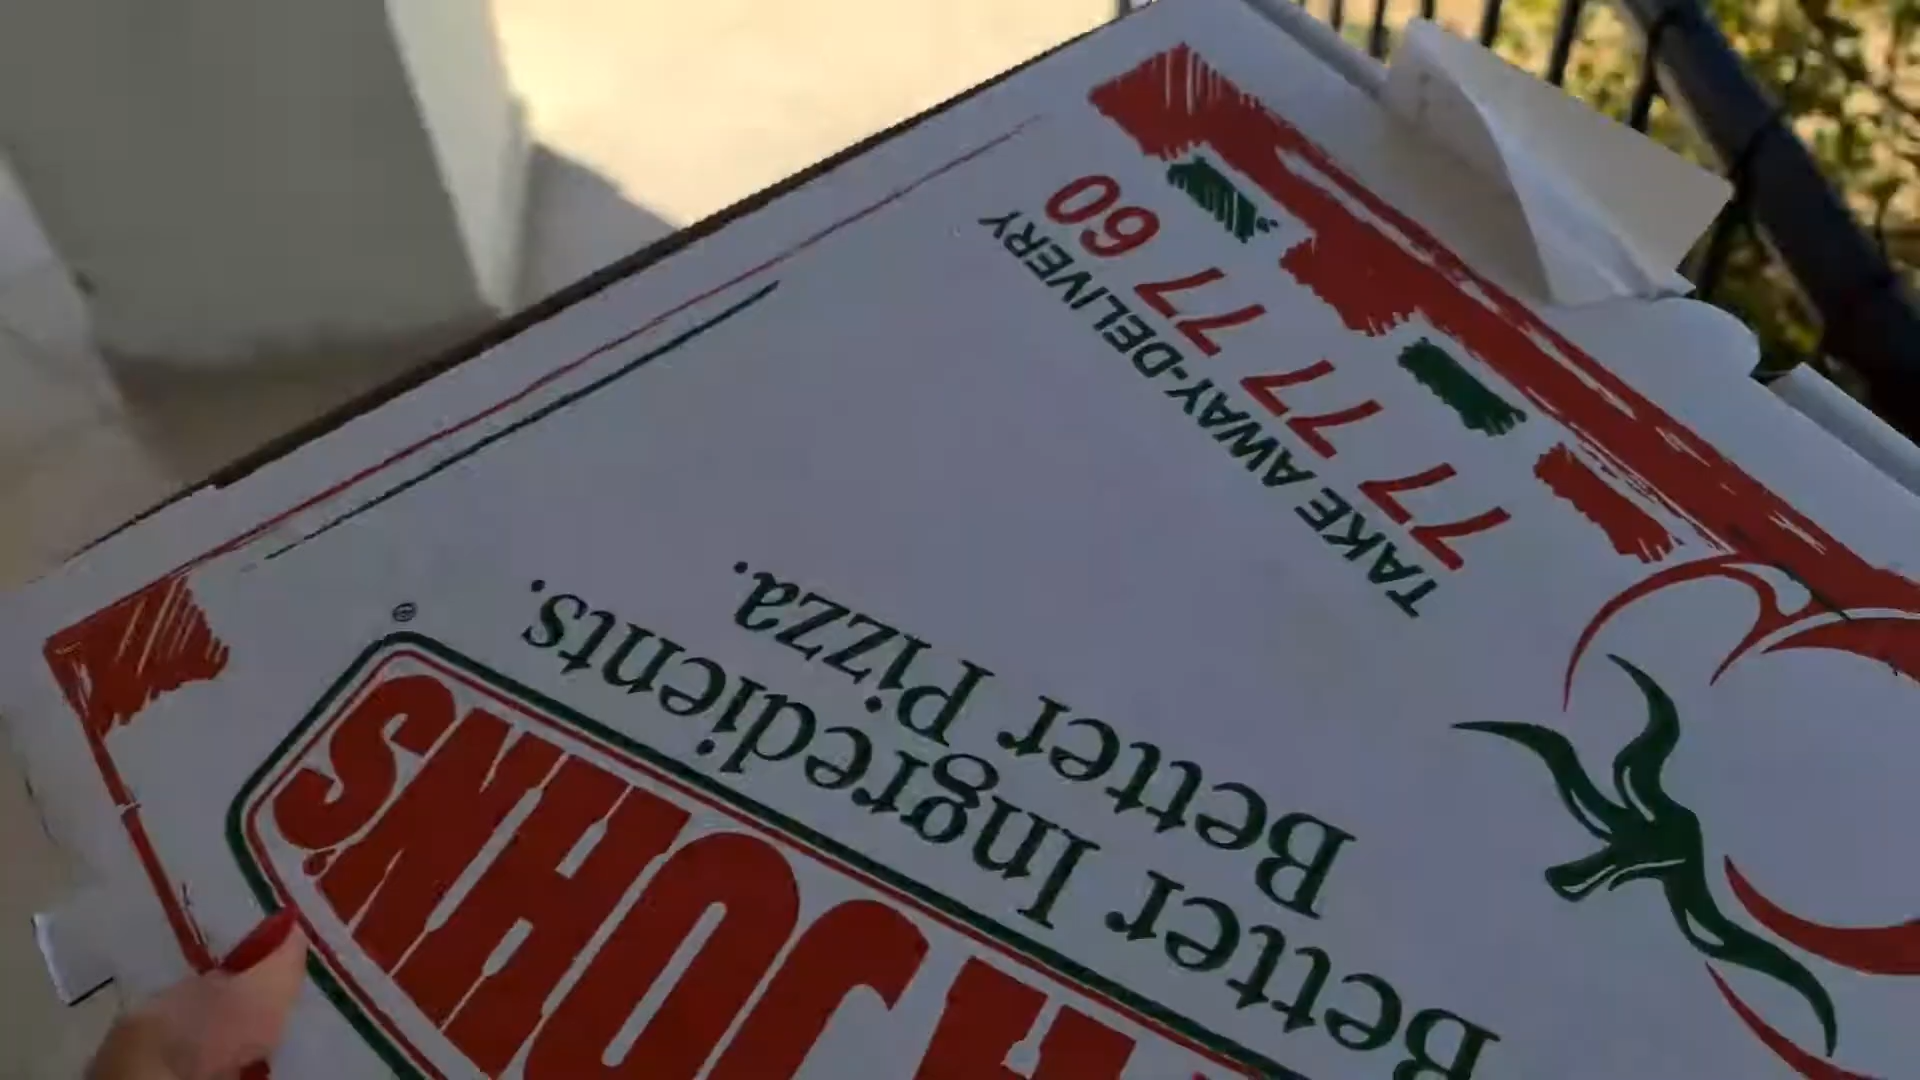 JOHNS
®
Better Ingredients.
Better Pizza.
TAKE AWAY-DELIVERY
77 77 77 60